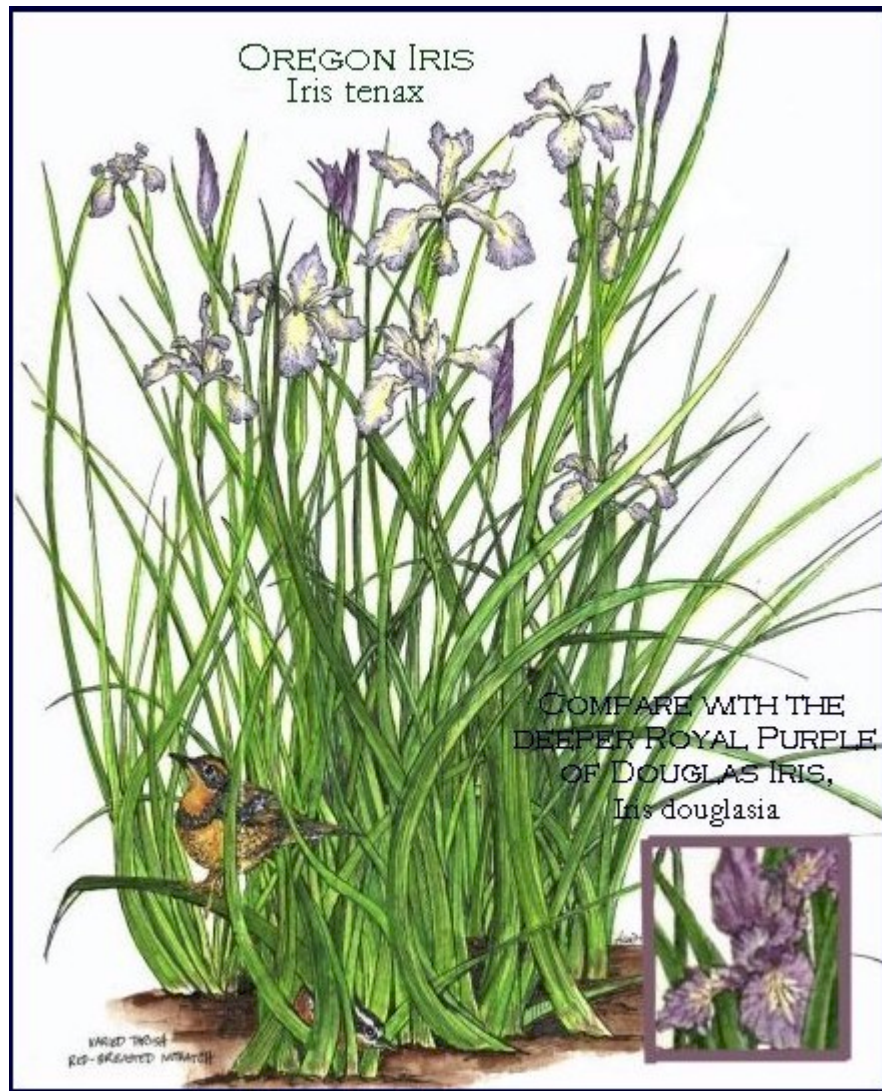 OREGON IRIS
Iris tenax
COMPARE WITH THE
DEEPER ROYAL PURPLE
OF DOUGLAS IRIS,
Iris douglasia
VARIED THRUSH
RED-BREASTED NUTHATCH